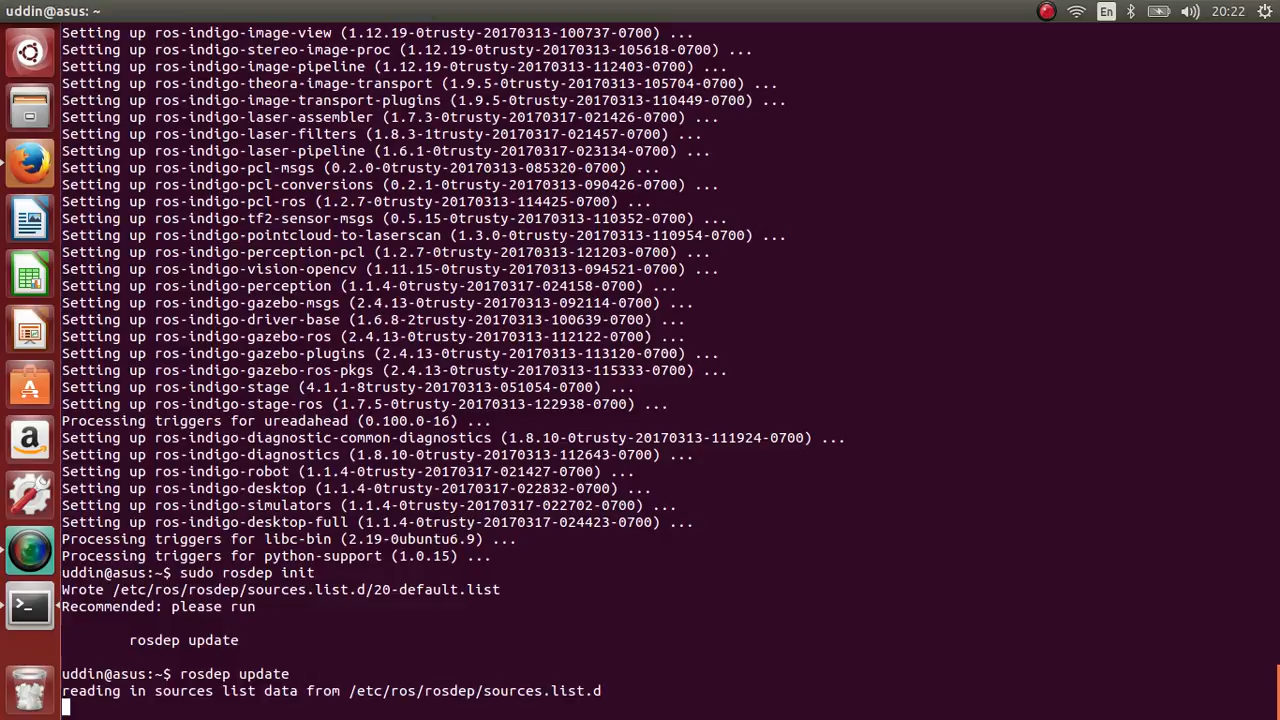 uddin@asus: ~
En
20:22
Setting up ros-indigo-image-view (1.12.19-0trusty-20170313-100737-0700) ...
Setting up ros-indigo-stereo-image-proc (1.12.19-0trusty-20170313-105618-0700) ...
Setting up ros-indigo-image-pipeline (1.12.19-0trusty-20170313-112403-0700) ...
Setting up ros-indigo-theora-image-transport (1.9.5-0trusty-20170313-105704-0700) ...
Setting up ros-indigo-image-transport-plugins (1.9.5-0trusty-20170313-110449-0700) ...
Setting up ros-indigo-laser-assembler (1.7.3-0trusty-20170317-021426-0700) ...
Setting up ros-indigo-laser-filters (1.8.3-1trusty-20170317-021457-0700) ...
Setting up ros-indigo-laser-pipeline (1.6.1-0trusty-20170317-023134-0700) ...
Setting up ros-indigo-pcl-msgs (0.2.0-0trusty-20170313-085320-0700) ...
Setting up ros-indigo-pcl-conversions (0.2.1-0trusty-20170313-090426-0700) ...
Setting up ros-indigo-pcl-ros (1.2.7-0trusty-20170313-114425-0700) ...
Setting up ros-indigo-tf2-sensor-msgs (0.5.15-0trusty-20170313-110352-0700) ...
Setting up ros-indigo-pointcloud-to-laserscan (1.3.0-0trusty-20170313-110954-0700) ...
Setting up ros-indigo-perception-pcl (1.2.7-0trusty-20170313-121203-0700) ...
Setting up ros-indigo-vision-opencv (1.11.15-0trusty-20170313-094521-0700) ...
Setting up ros-indigo-perception (1.1.4-0trusty-20170317-024158-0700) ...
Setting up ros-indigo-gazebo-msgs (2.4.13-0trusty-20170313-092114-0700) ...
Setting up ros-indigo-driver-base (1.6.8-2trusty-20170313-100639-0700) ...
Setting up ros-indigo-gazebo-ros (2.4.13-0trusty-20170313-112122-0700) ...
Setting up ros-indigo-gazebo-plugins (2.4.13-0trusty-20170313-113120-0700) ...
Setting up ros-indigo-gazebo-ros-pkgs (2.4.13-0trusty-20170313-115333-0700) ...
Setting up ros-indigo-stage (4.1.1-8trusty-20170313-051054-0700) ...
Setting up ros-indigo-stage-ros (1.7.5-0trusty-20170313-122938-0700) ...
Processing triggers for ureadahead (0.100.0-16) ...
Setting up ros-indigo-diagnostic-common-diagnostics (1.8.10-0trusty-20170313-111924-0700) ...
Setting up ros-indigo-diagnostics (1.8.10-0trusty-20170313-112643-0700) ...
Setting up ros-indigo-robot (1.1.4-0trusty-20170317-021427-0700) ...
Setting up ros-indigo-desktop (1.1.4-0trusty-20170317-022832-0700) ...
Setting up ros-indigo-simulators (1.1.4-0trusty-20170317-022702-0700) ...
Setting up ros-indigo-desktop-full (1.1.4-0trusty-20170317-024423-0700) ...
Processing triggers for libc-bin (2.19-0ubuntu6.9) ...
Processing triggers for python-support (1.0.15) ...
uddin@asus:~$ sudo rosdep init
Wrote /etc/ros/rosdep/sources.list.d/20-default.list
Recommended: please run
rosdep update
uddin@asus:~$ rosdep update
reading in sources list data from /etc/ros/rosdep/sources.list.d